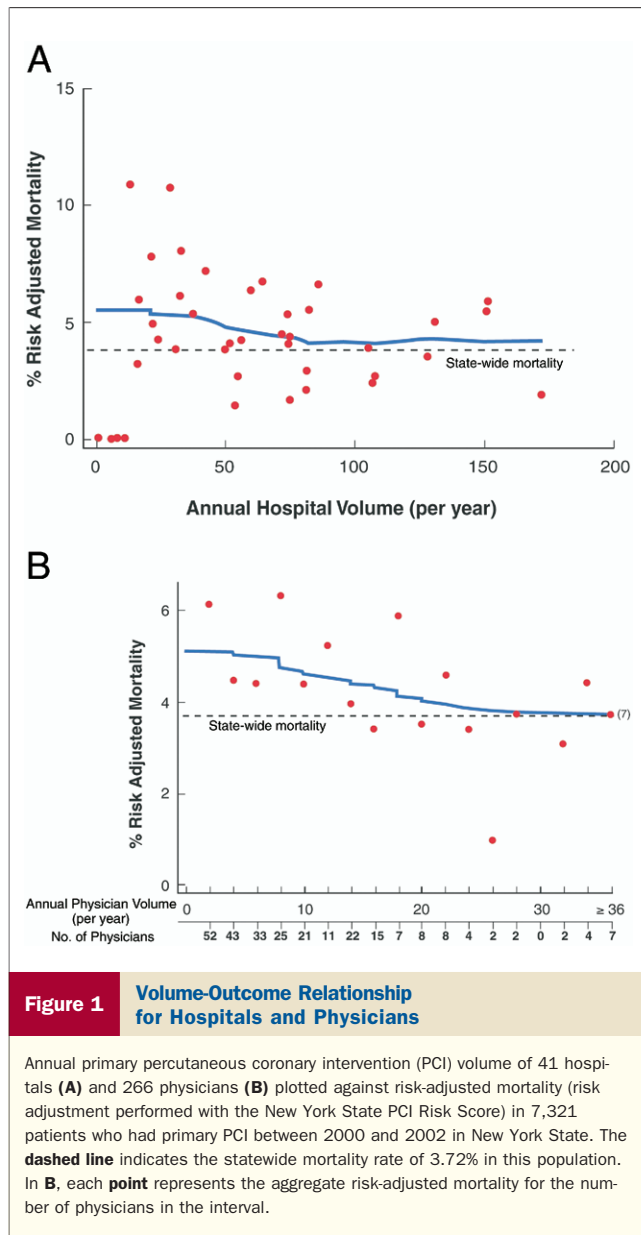 A
15
10
5
0
% Risk Adjusted Mortality
State-wide mortality
0 50 100 150 200
Annual Hospital Volume (per year)
B
6
4
2
0
% Risk Adjusted Mortality
State-wide mortality
(7)
Annual Physician Volume
(per year)
0 10 20 30 ≥ 36
No. of Physicians
52 43 33 25 21 11 22 15 7 8 8 4 2 2 0 2 4 7
Figure 1
Volume-Outcome Relationship
for Hospitals and Physicians
Annual primary percutaneous coronary intervention (PCI) volume of 41 hospi-
tals (A) and 266 physicians (B) plotted against risk-adjusted mortality (risk
adjustment performed with the New York State PCI Risk Score) in 7,321
patients who had primary PCI between 2000 and 2002 in New York State. The
dashed line indicates the statewide mortality rate of 3.72% in this population.
In B, each point represents the aggregate risk-adjusted mortality for the num-
ber of physicians in the interval.